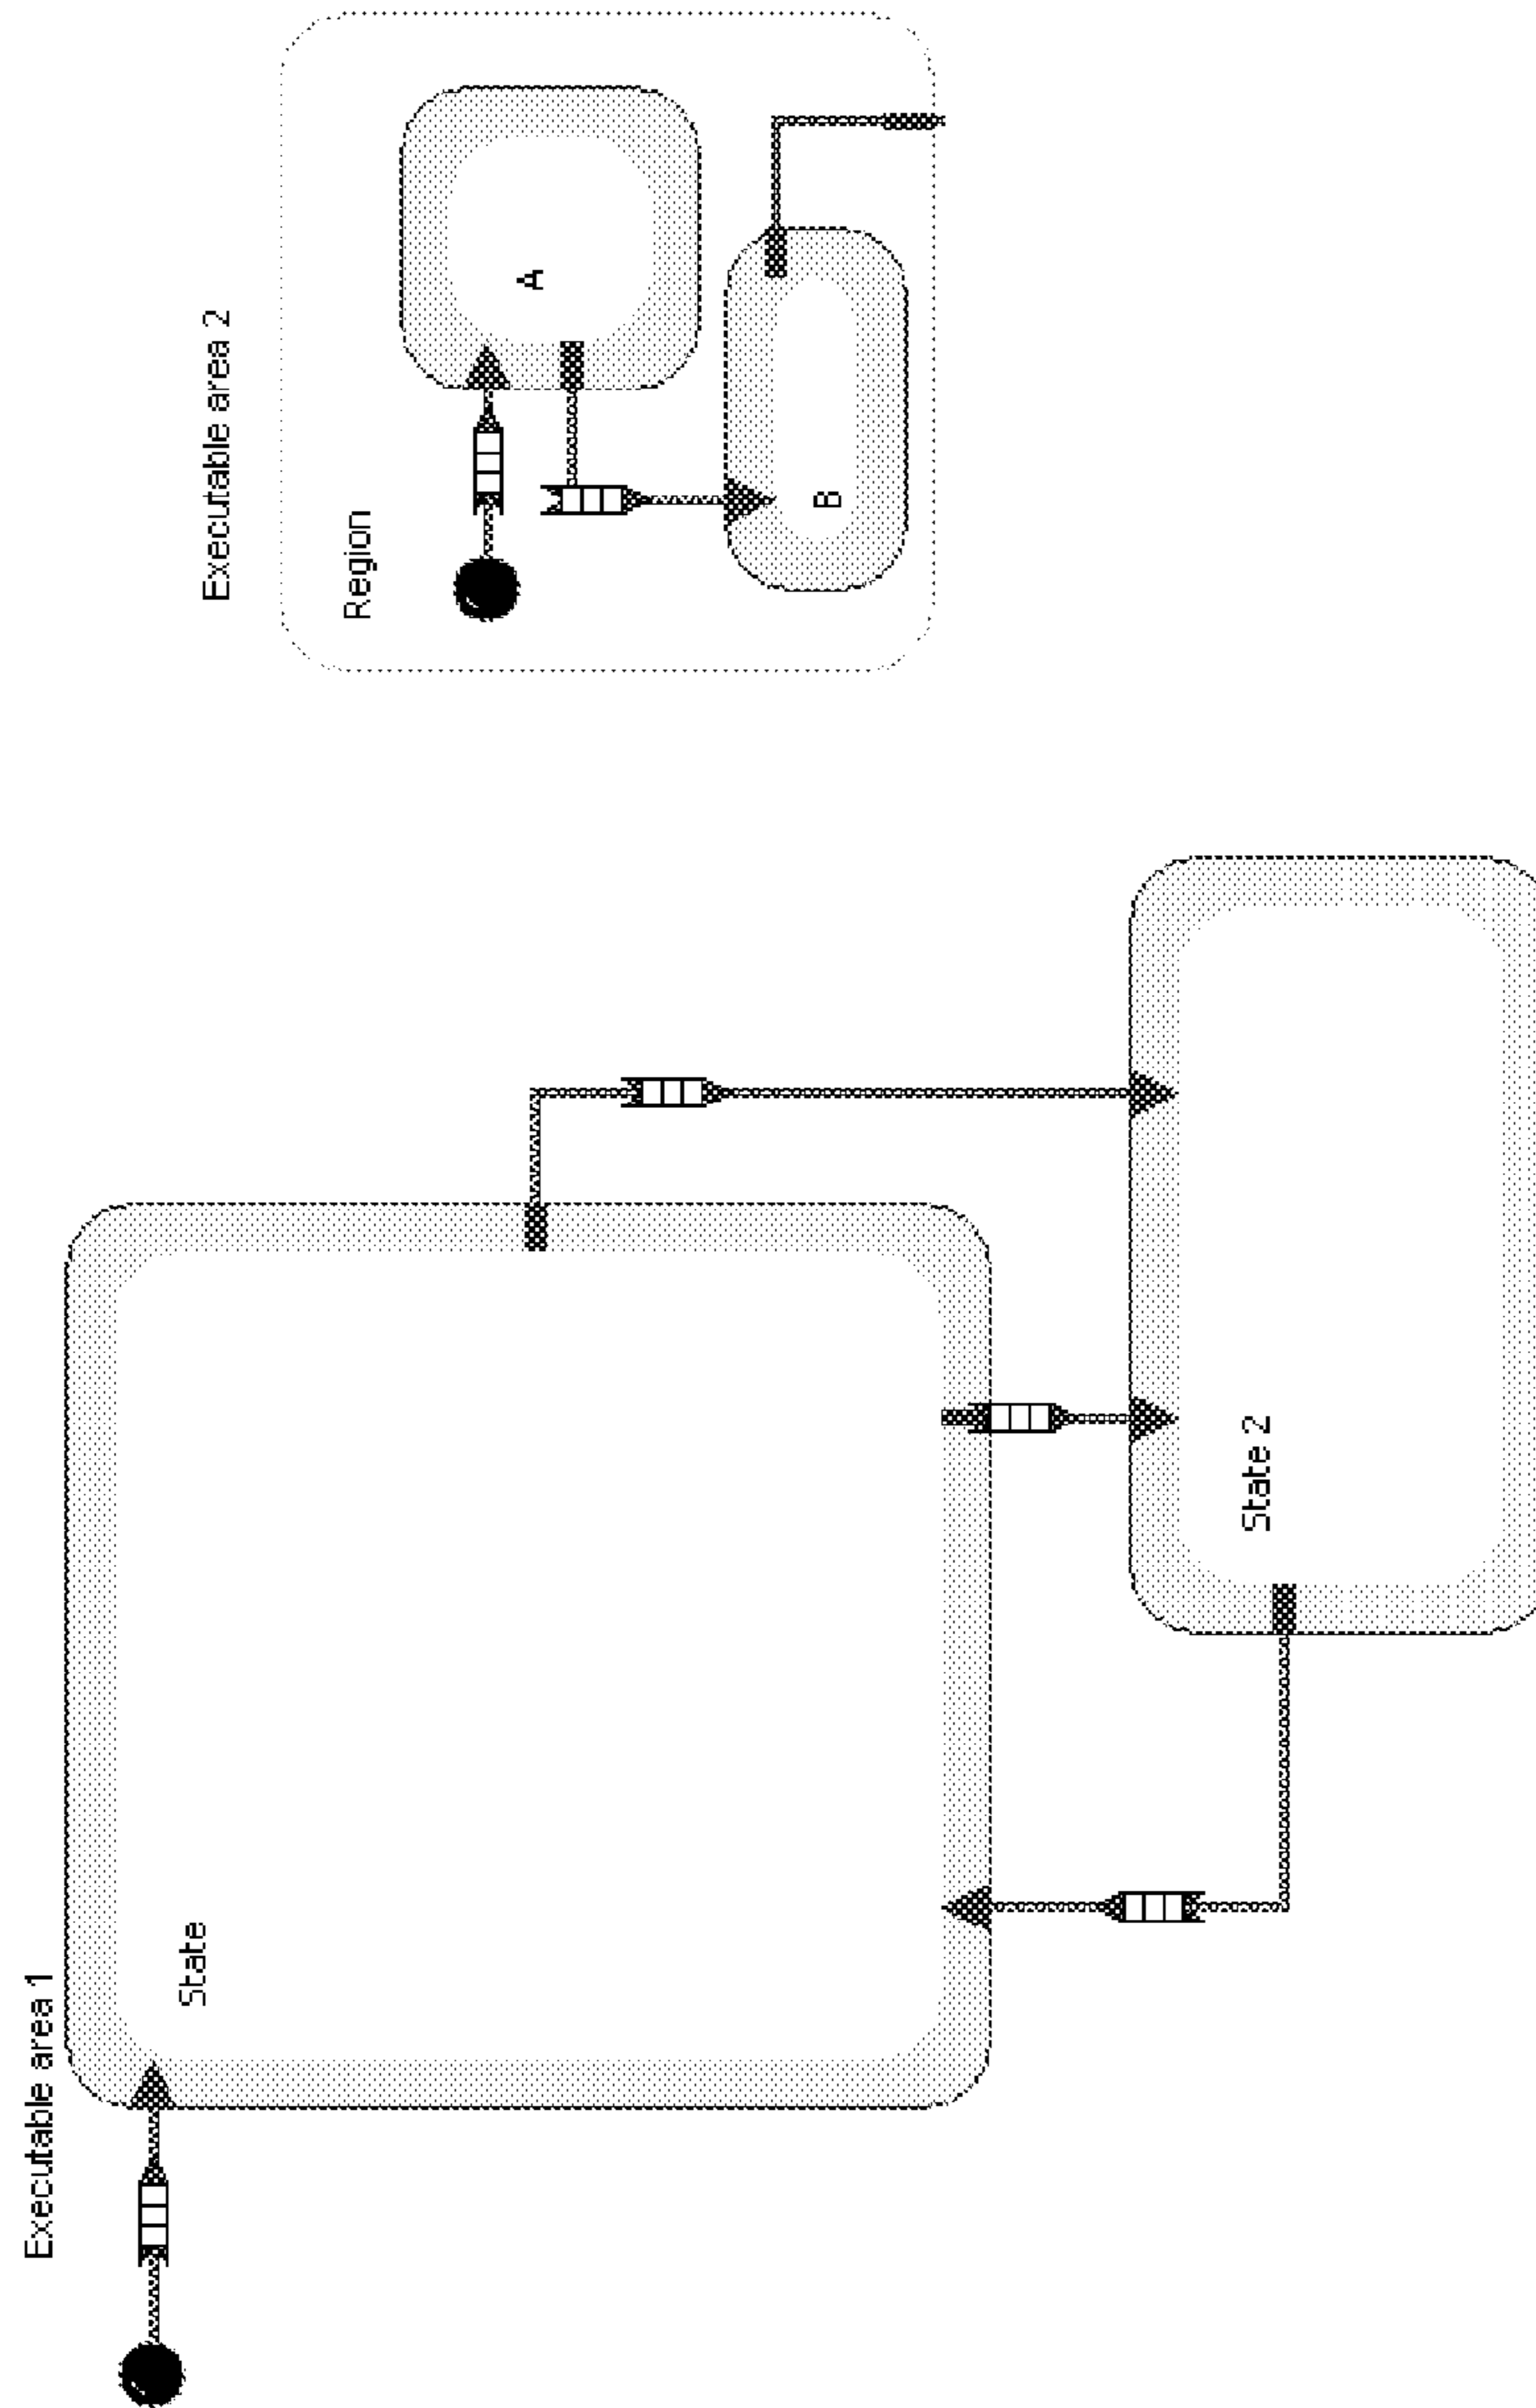 Executable area 1
State
State 2
Executable area 2
Region
A
B